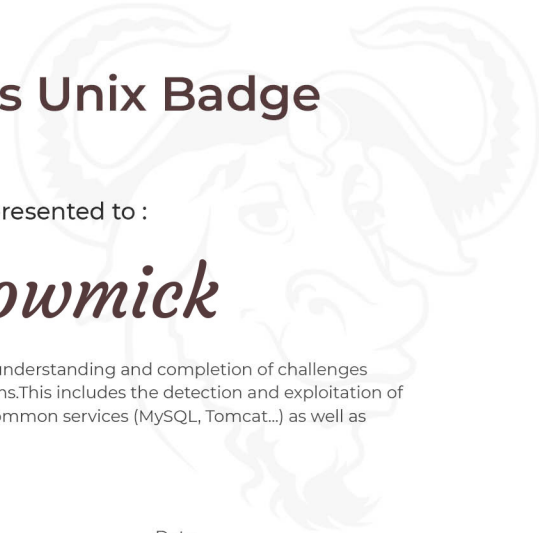 s Unix Badge
resented to :
owmick
understanding and completion of challenges
ns.This includes the detection and exploitation of
ommon services (MySQL, Tomcat...) as well as